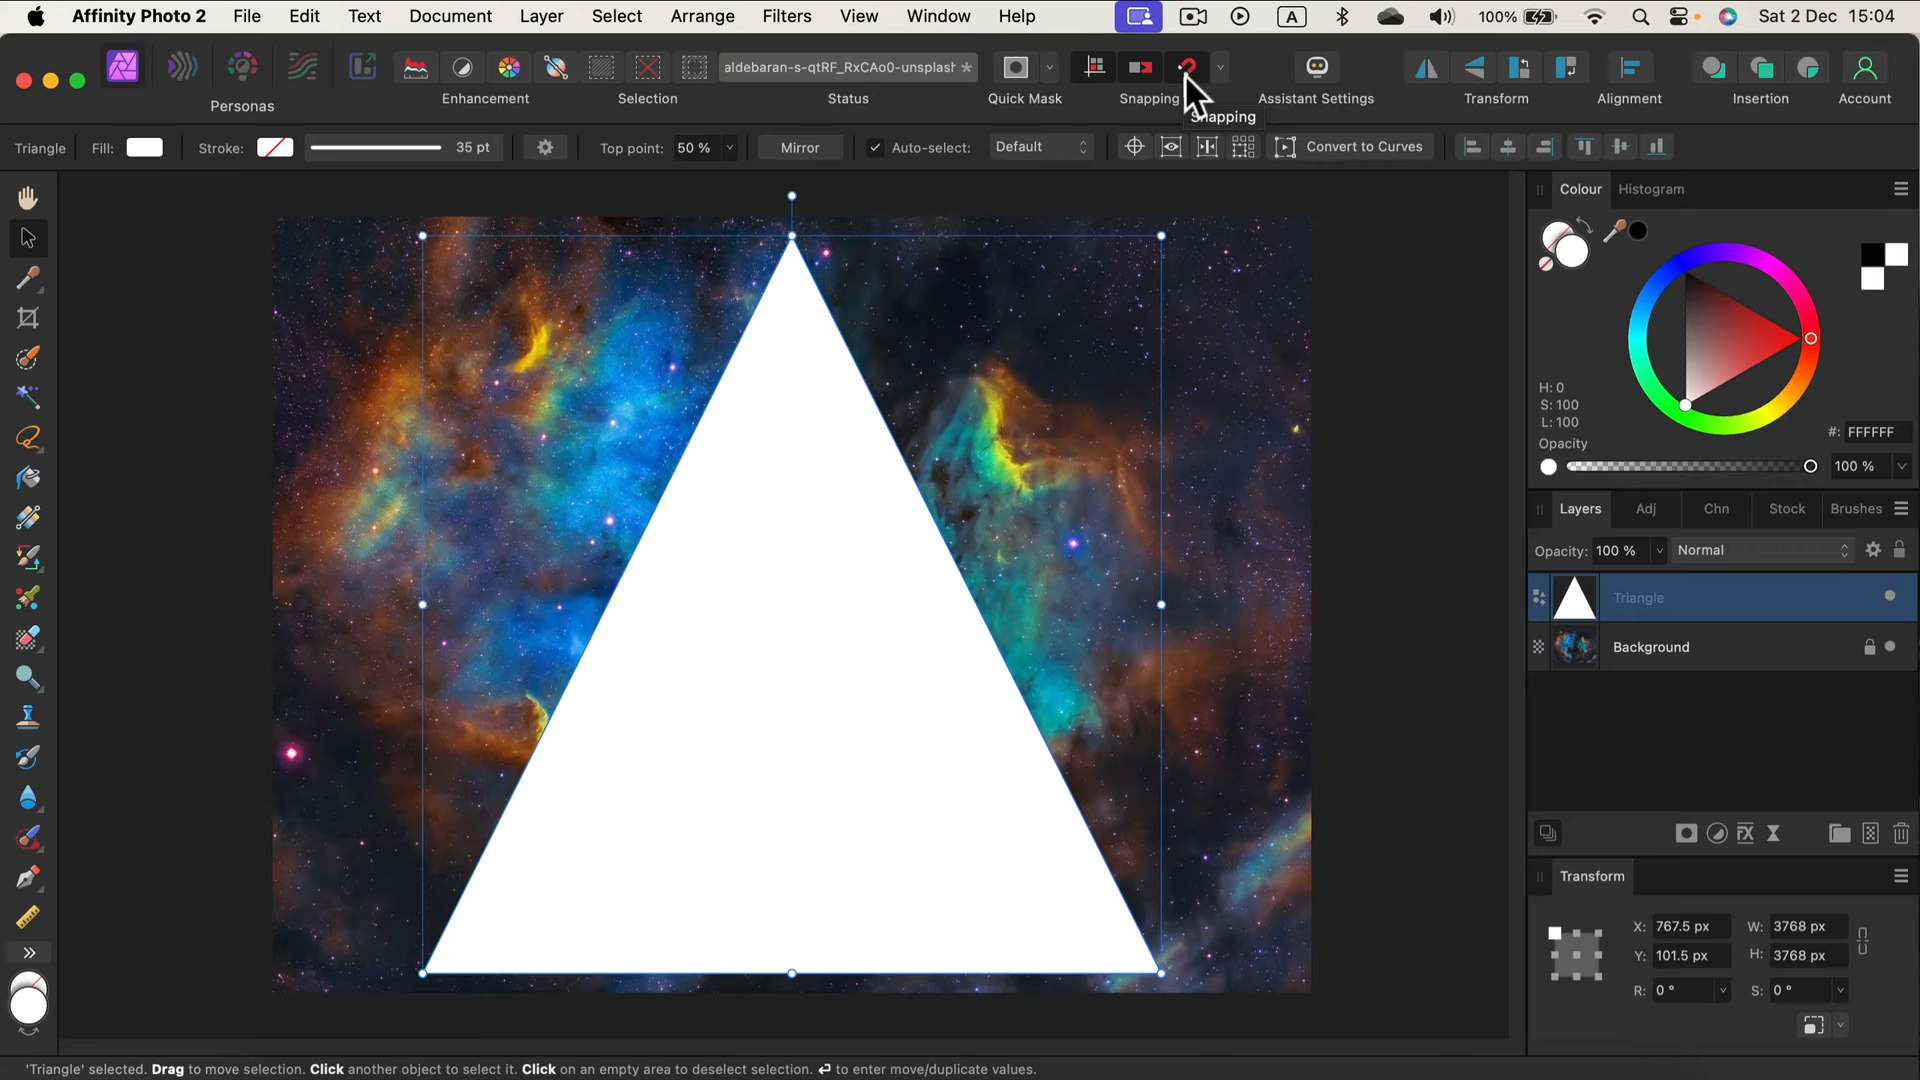 Affinity Photo 2 File Edit Text Document Layer Select Arrange Filters View Window Help A 100% Sat 2 Dec 15:04
aldebaran-s-qtRF_RxCAo0-unsplash *
Personas Enhancement Selection Status Quick Mask Snapping Assistant Settings Transform Alignment Insertion Account
Snapping
Triangle Fill: Stroke: 35 pt Top point: 50 % Mirror Auto-select: Default Convert to Curves
Colour Histogram
H: 0
S: 100
L: 100
#: FFFFFF
Opacity
100 %
Layers Adj Chn Stock Brushes
Opacity: 100 % Normal
Triangle
Background
Transform
X: 767.5 px W: 3768 px
Y: 101.5 px H: 3768 px
R: 0 ° S: 0 °
'Triangle' selected. Drag to move selection. Click another object to select it. Click on an empty area to deselect selection. ↵ to enter move/duplicate values.